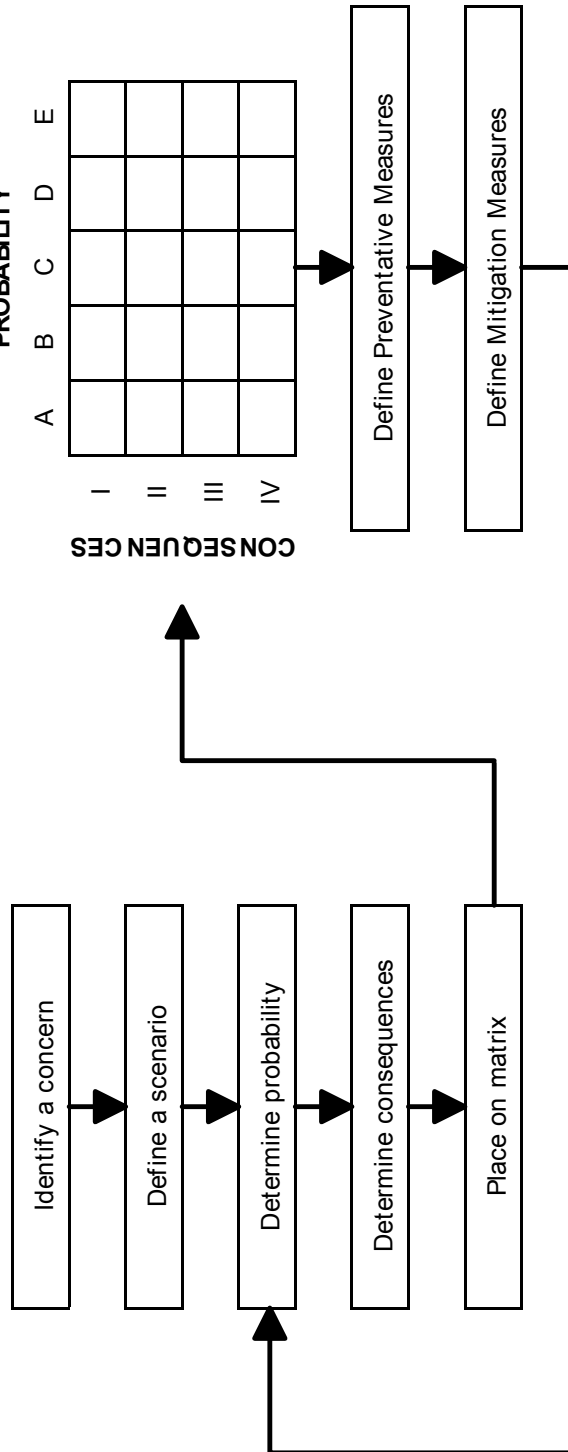 Identify a concern
Define a scenario
Determine probability
Determine consequences
Place on matrix
PROBABILITY
A B C D E
CONSEQUENCES
I
II
III
IV
Define Preventative Measures
Define Mitigation Measures